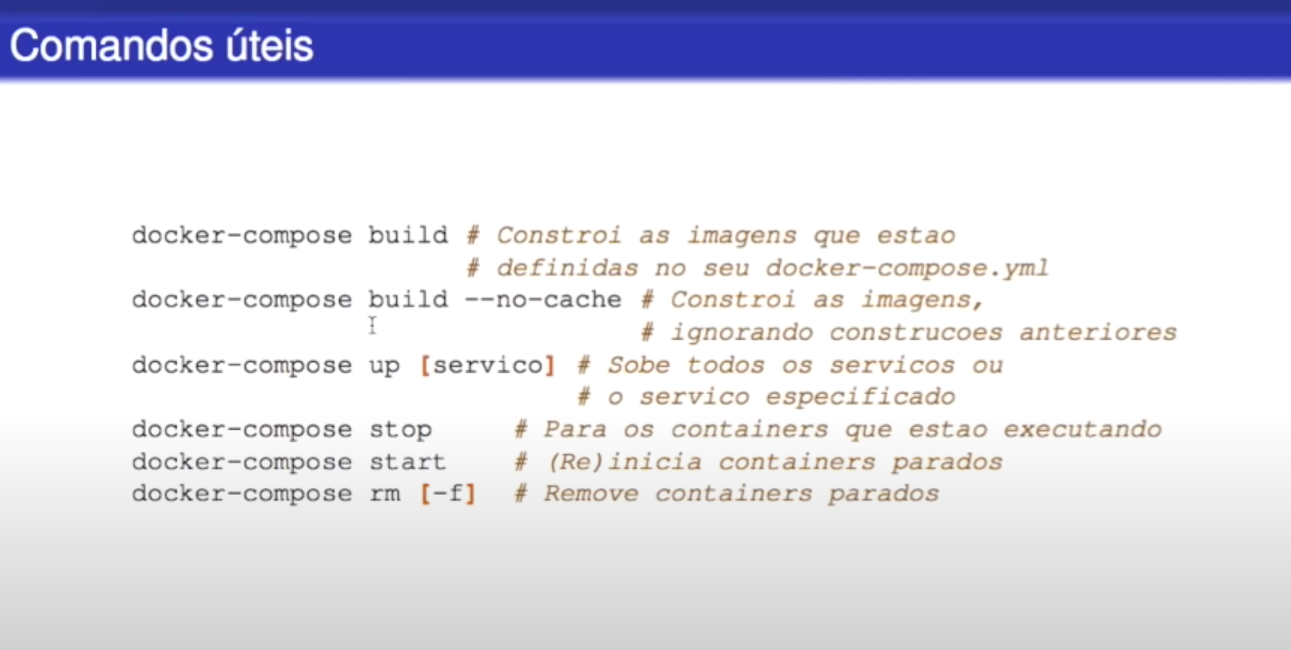 Comandos úteis
docker-compose build # Constroi as imagens que estao
# definidas no seu docker-compose.yml
docker-compose build --no-cache # Constroi as imagens,
# ignorando construcoes anteriores
docker-compose up [servico] # Sobe todos os servicos ou
# o servico especificado
docker-compose stop # Para os containers que estao executando
docker-compose start # (Re)inicia containers parados
docker-compose rm [-f] # Remove containers parados